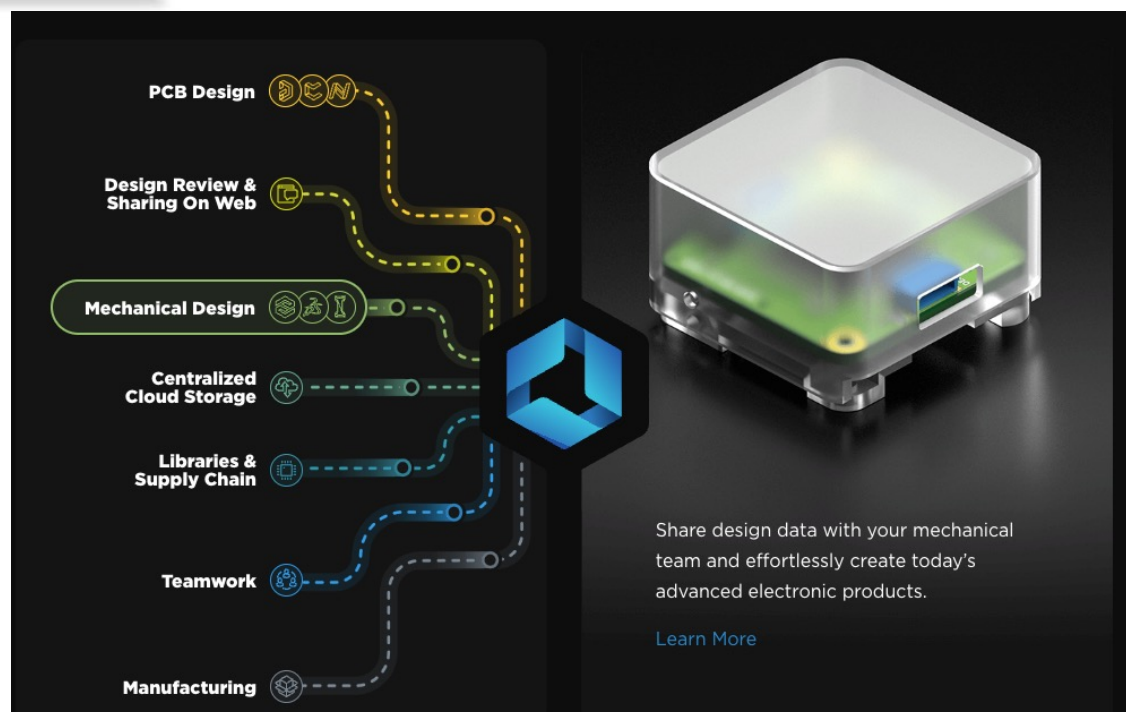 PCB Design
Design Review &
Sharing On Web
Mechanical Design
Centralized
Cloud Storage
Libraries &
Supply Chain
Teamwork
Manufacturing
Share design data with your mechanical
team and effortlessly create today’s
advanced electronic products.
Learn More